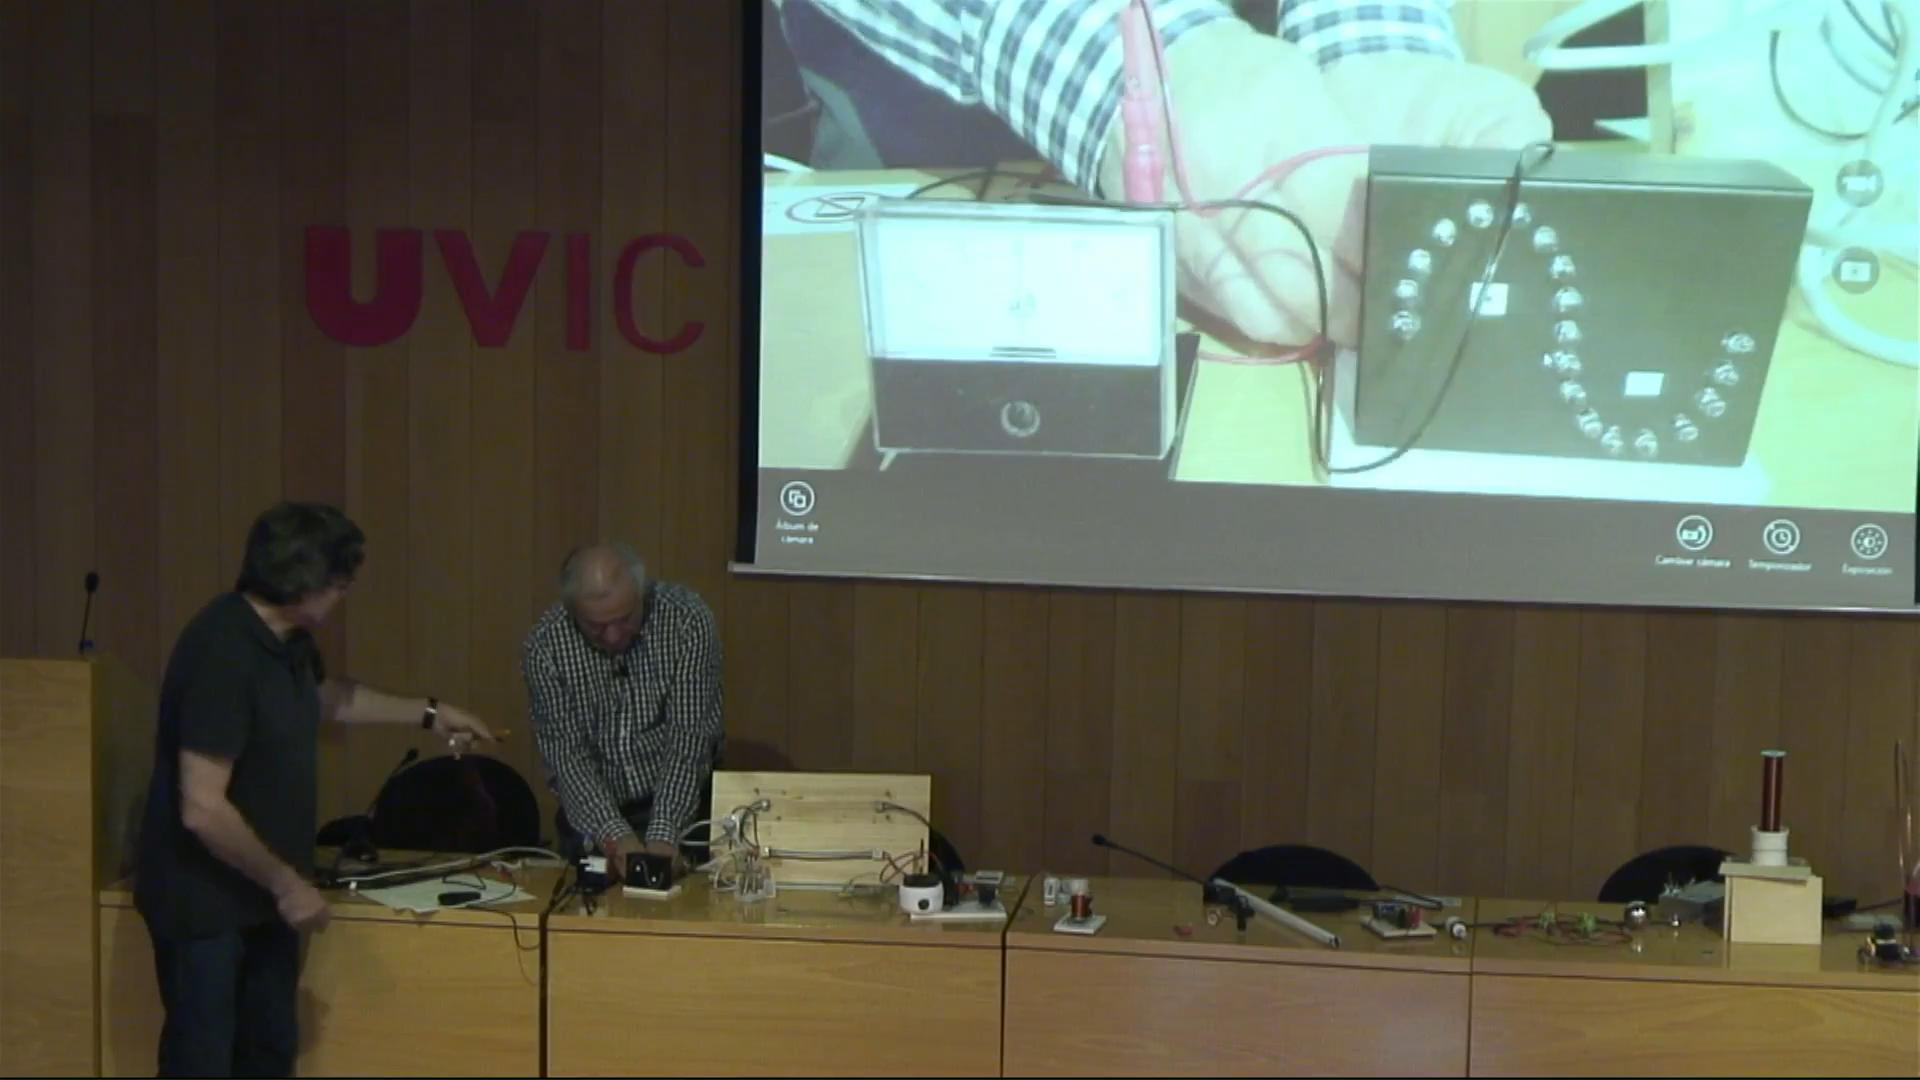 UVIC
Álbum de
cámara
Cambiar cámara
Temporizador
Exposición